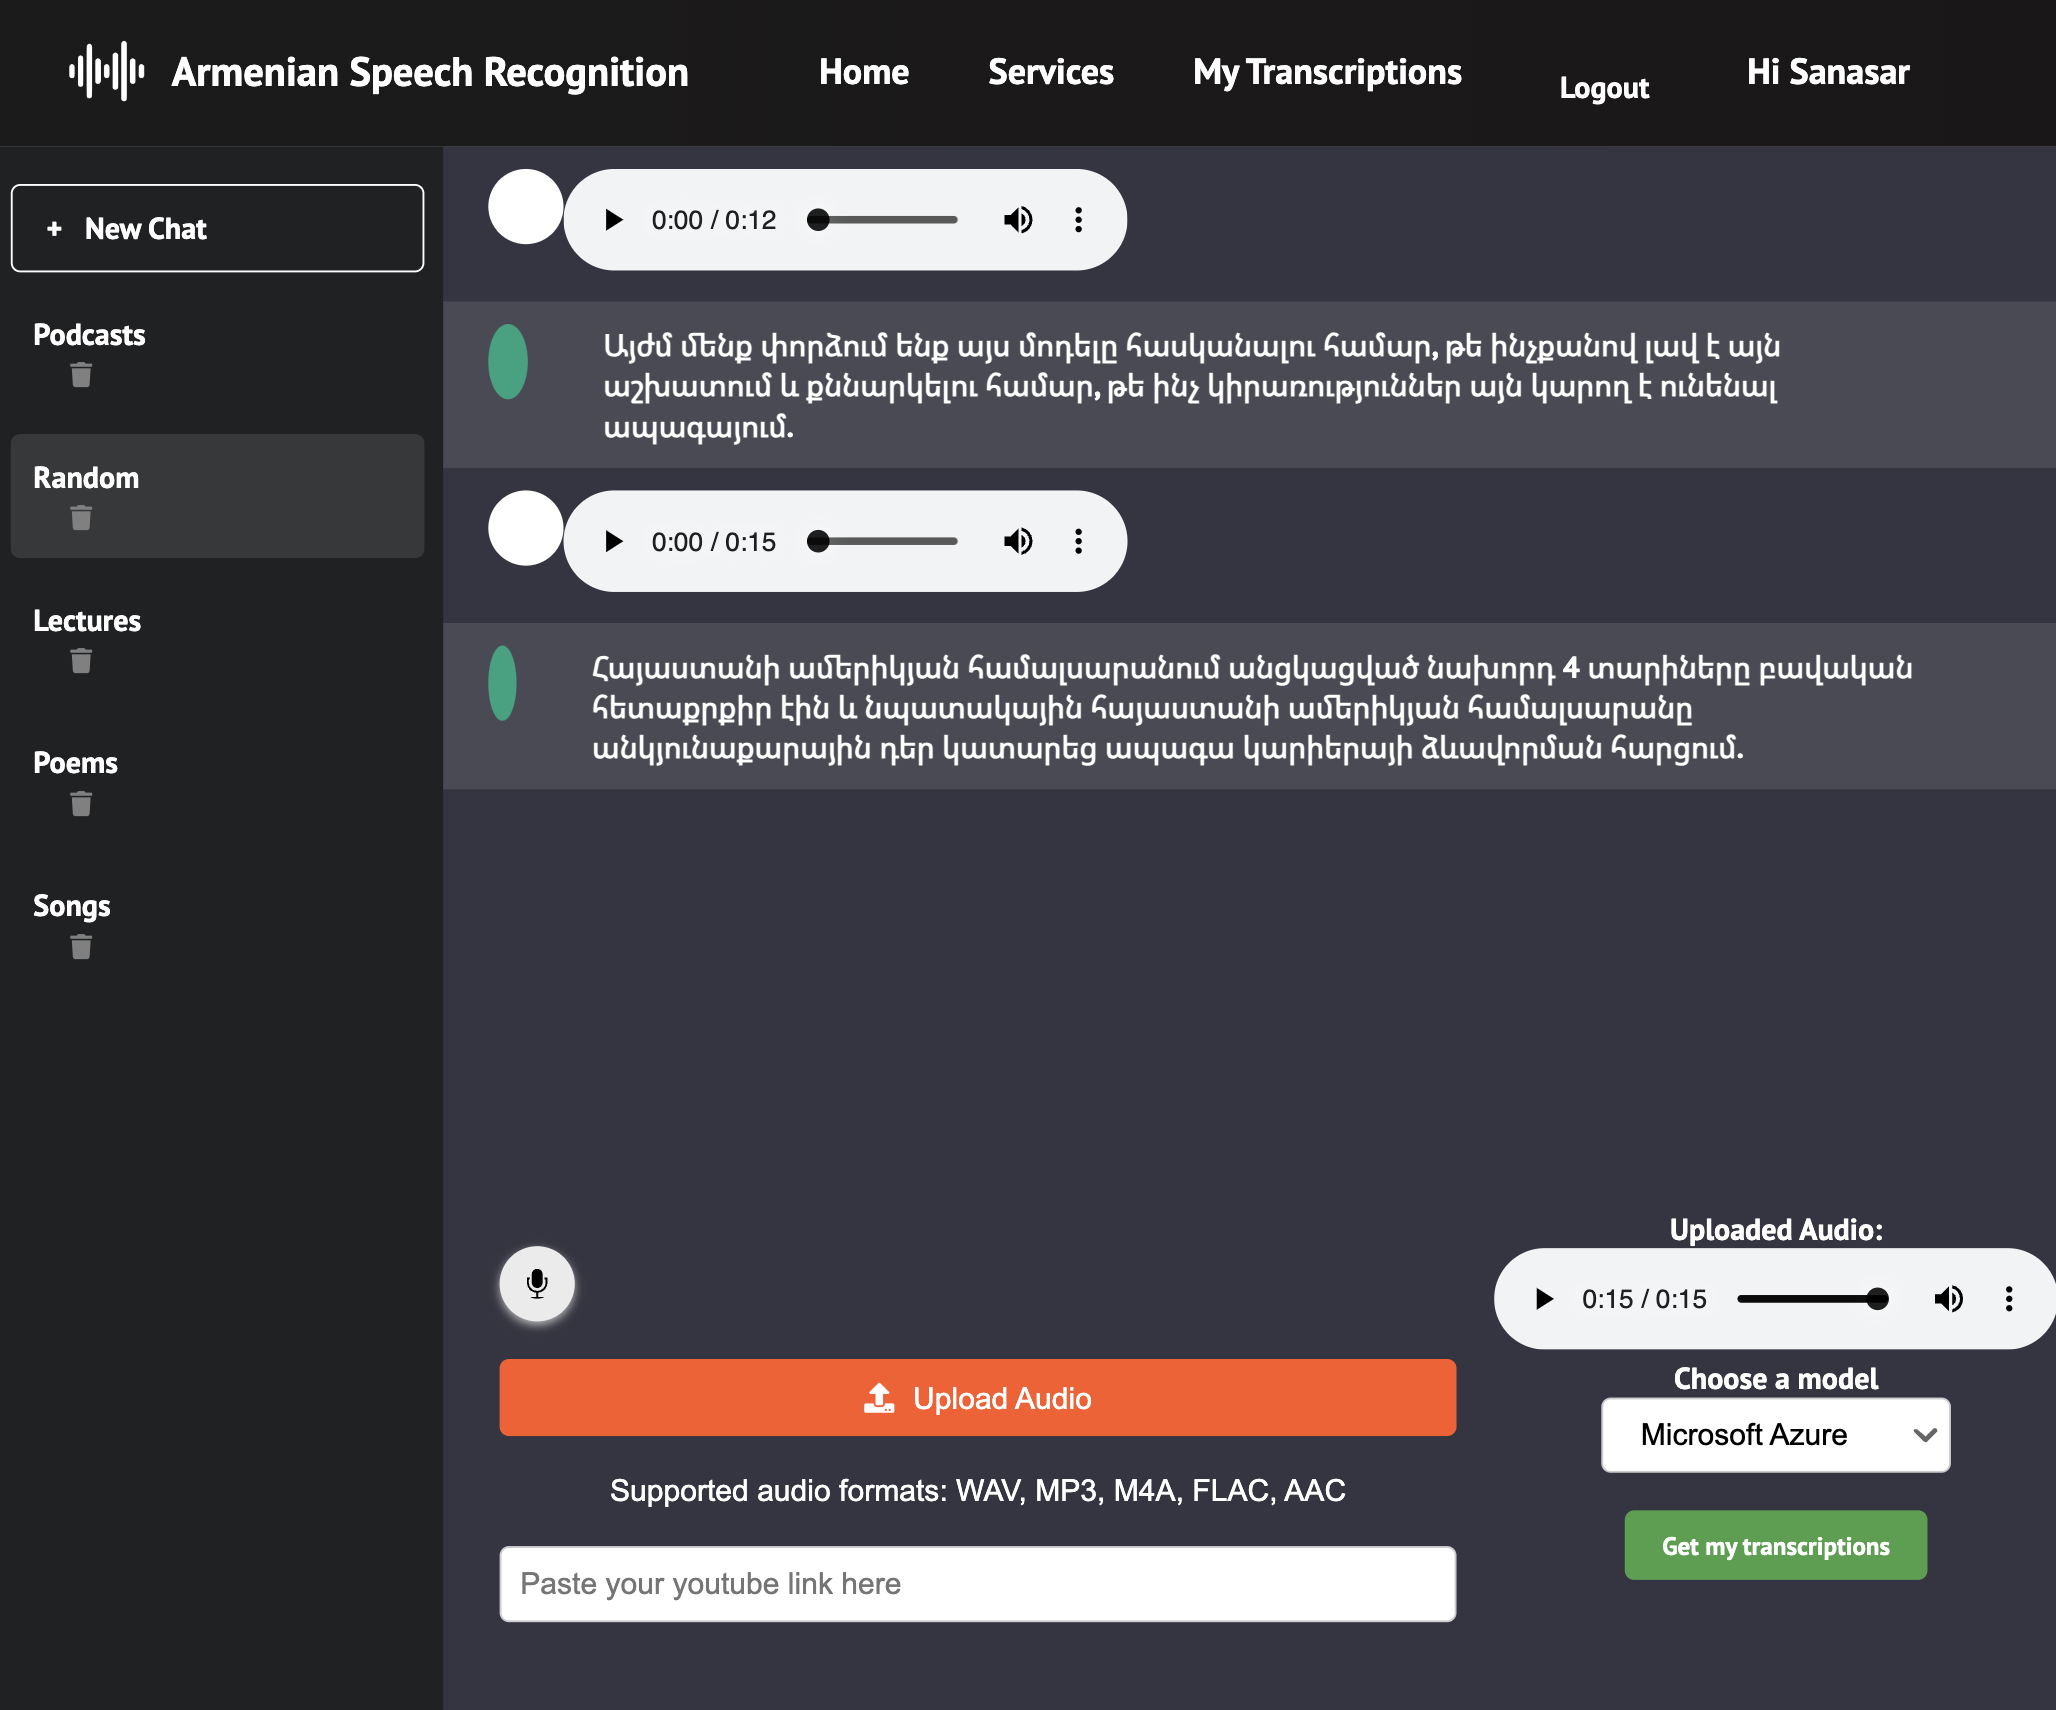 Armenian Speech Recognition
Home
Services
My Transcriptions
Logout
Hi Sanasar
+ New Chat
Podcasts
Random
Lectures
Poems
Songs
0:00 / 0:12
Այժմ մենք փորձում ենք այս մոդելը հասկանալու համար, թե ինչքանով լավ է այն
աշխատում և քննարկելու համար, թե ինչ կիրառություններ այն կարող է ունենալ
ապագայում.
0:00 / 0:15
Հայաստանի ամերիկյան համալսարանում անցկացված նախորդ 4 տարիները բավական
հետաքրքիր էին և նպատակային հայաստանի ամերիկյան համալսարանը
անկյունաքարային դեր կատարեց ապագա կարիերայի ձևավորման հարցում.
Uploaded Audio:
0:15 / 0:15
Upload Audio
Choose a model
Microsoft Azure
Supported audio formats: WAV, MP3, M4A, FLAC, AAC
Get my transcriptions
Paste your youtube link here